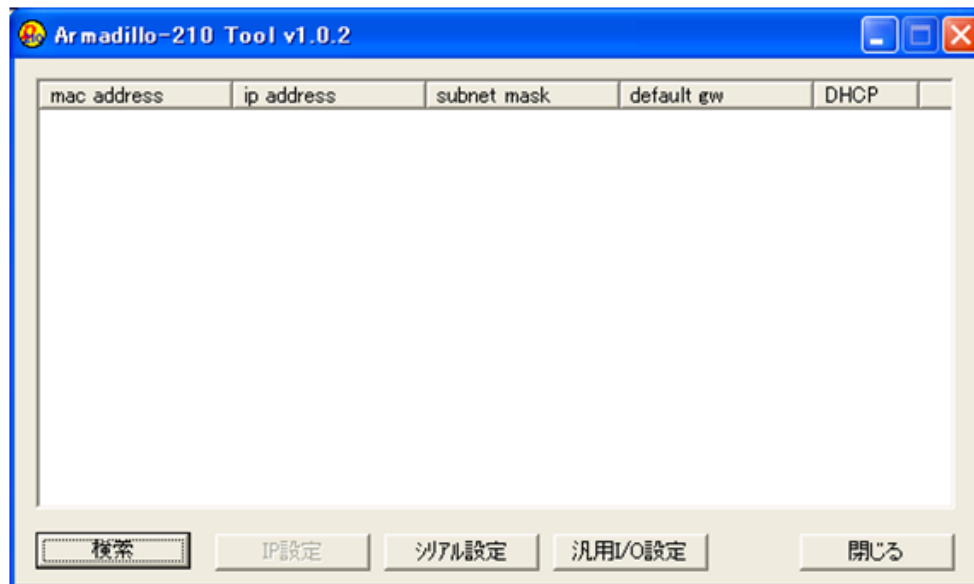 Armadillo-210 Tool v1.0.2
mac address ip address subnet mask default gw DHCP
検索 IP設定 シリアル設定 汎用I/O設定 閉じる